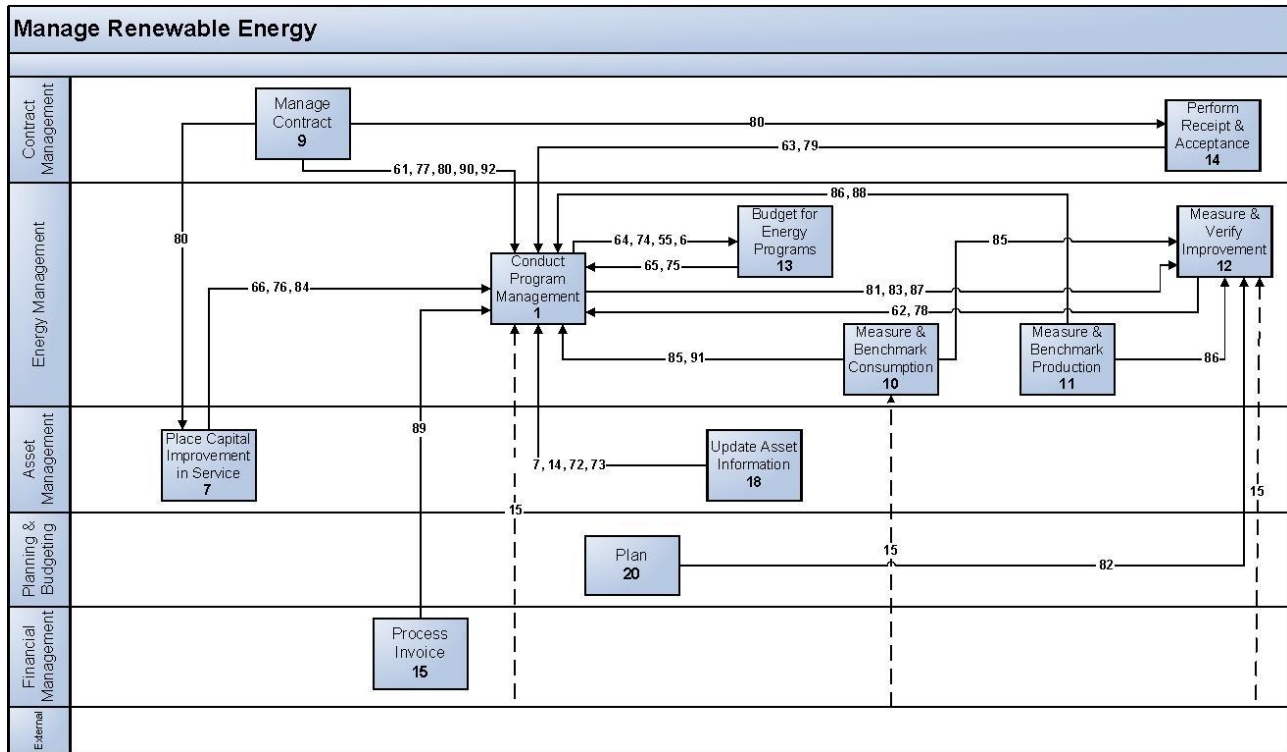 Manage Renewable Energy
Contract
Management
Manage
Contract
9
80
Perform
Receipt &
Acceptance
14
63, 79
61, 77, 80, 90, 92
Energy Management
86, 88
80
64, 74, 55, 6
Budget for
Energy
Programs
13
65, 75
85
Measure &
Verify
Improvement
12
Conduct
Program
Management
1
66, 76, 84
81, 83, 87
62, 78
85, 91
Measure &
Benchmark
Consumption
10
Measure &
Benchmark
Production
11
86
Asset
Management
89
Place Capital
Improvement
in Service
7
7, 14, 72, 73
Update Asset
Information
18
15
15
Planning &
Budgeting
Plan
20
15
82
Financial
Management
Process
Invoice
15
External